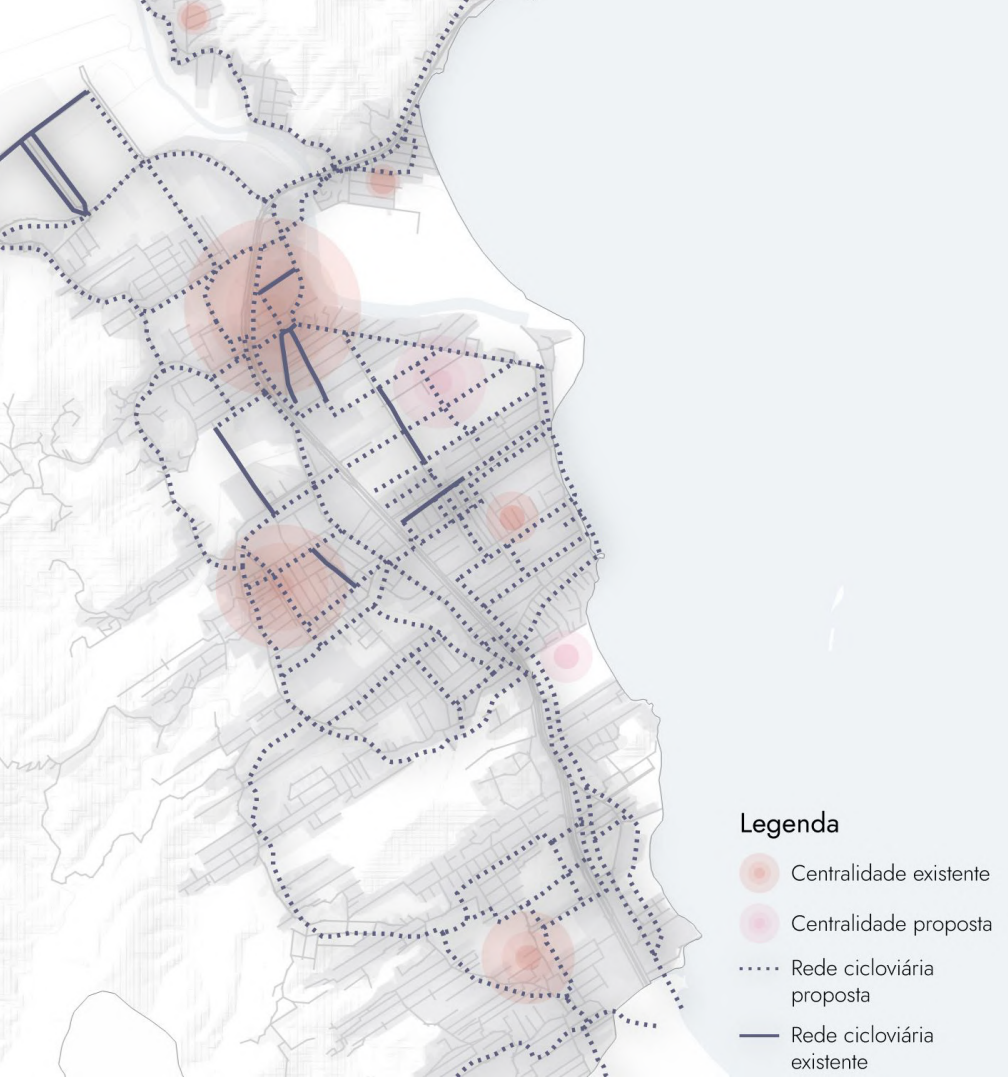 Legenda
Centralidade existente
Centralidade proposta
Rede cicloviária
proposta
Rede cicloviária
existente